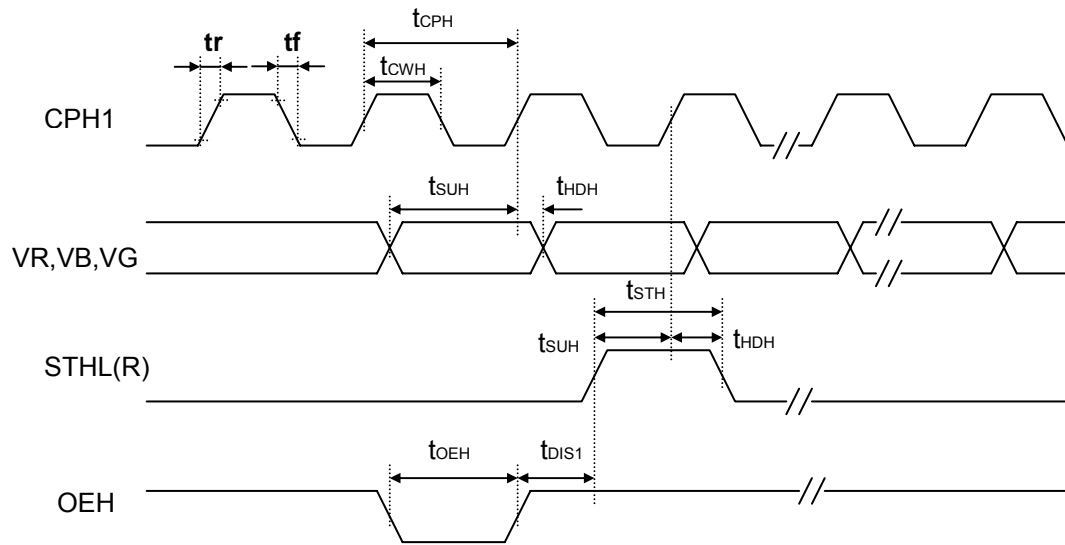 tCPH
tr tf
tCWH
CPH1
tSUH tHDH
VR,VB,VG
tSTH
tSUH tHDH
STHL(R)
tOEH tDIS1
OEH